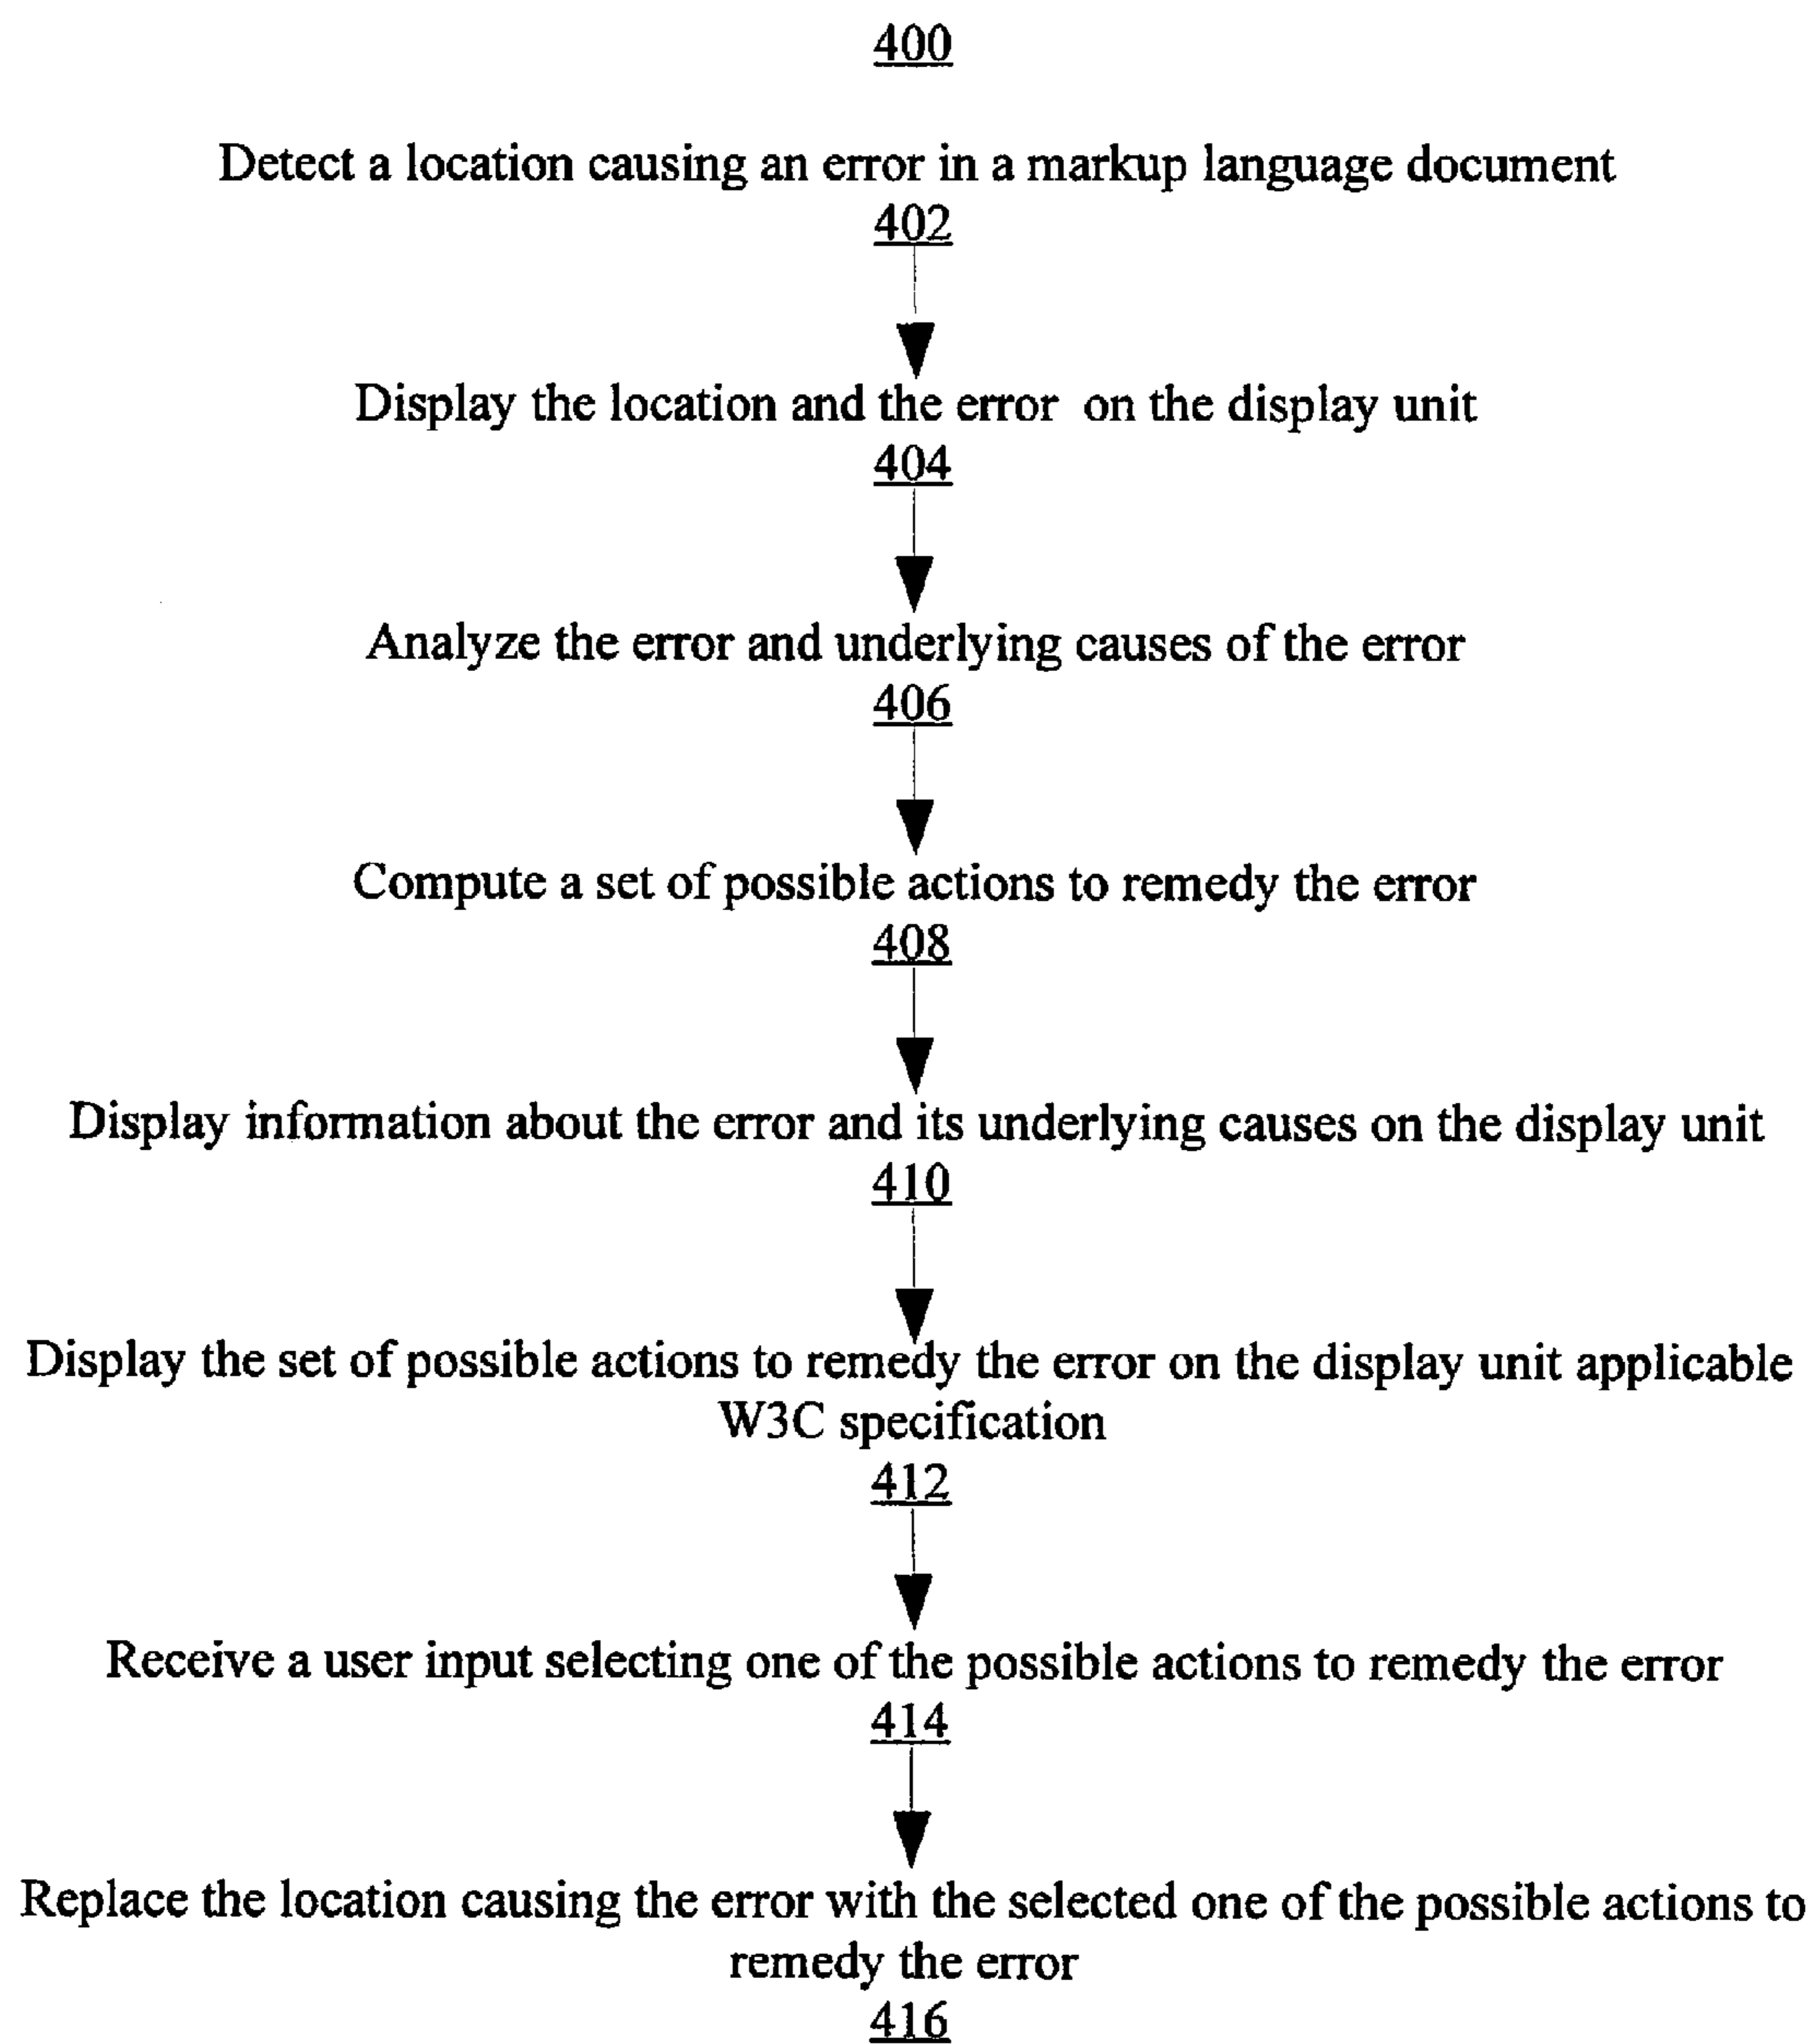 400
Detect a location causing an error in a markup language document
402
Display the location and the error on the display unit
404
Analyze the error and underlying causes of the error
406
Compute a set of possible actions to remedy the error
408
Display information about the error and its underlying causes on the display unit
410
Display the set of possible actions to remedy the error on the display unit applicable
W3C specification
412
Receive a user input selecting one of the possible actions to remedy the error
414
Replace the location causing the error with the selected one of the possible actions to
remedy the error
416